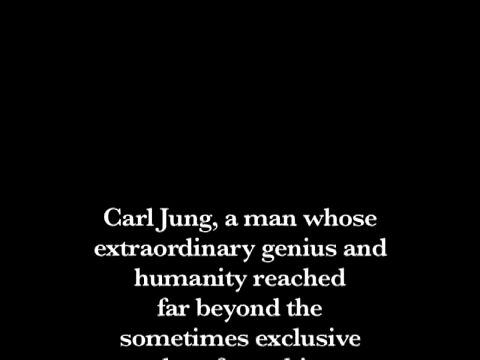 Carl Jung, a man whose
extraordinary genius and
humanity reached
far beyond the
sometimes exclusive